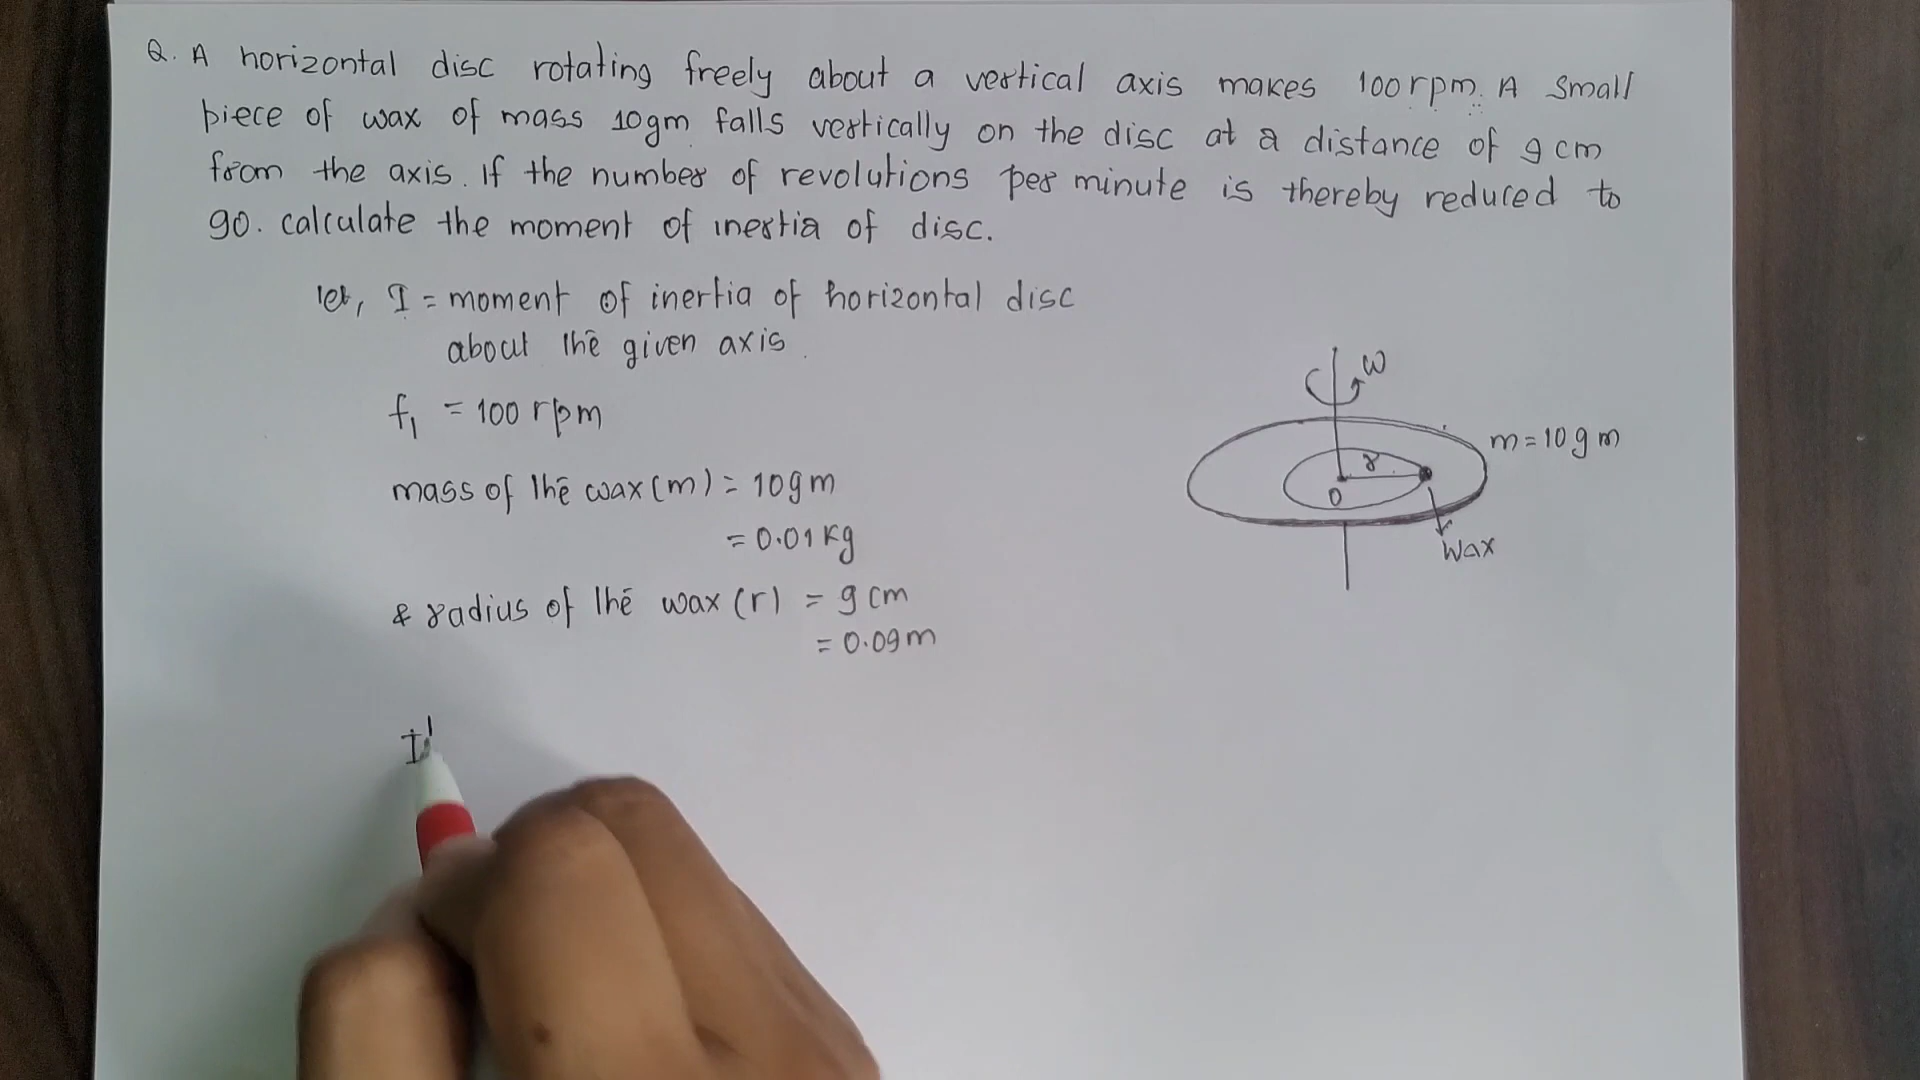 Q. A horizontal disc rotating freely about a vertical axis makes 100 rpm. A small
piece of wax of mass 10gm falls vertically on the disc at a distance of 9 cm
from the axis. If the number of revolutions per minute is thereby reduced to
90. calculate the moment of inertia of disc.
let, I = moment of inertia of horizontal disc
about the given axis.
f₁ = 100 rpm
mass of the wax (m) = 10gm
= 0.01 kg
& radius of the wax (r) = 9 cm
= 0.09m
I'
ω
m = 10gm
r
O
wax